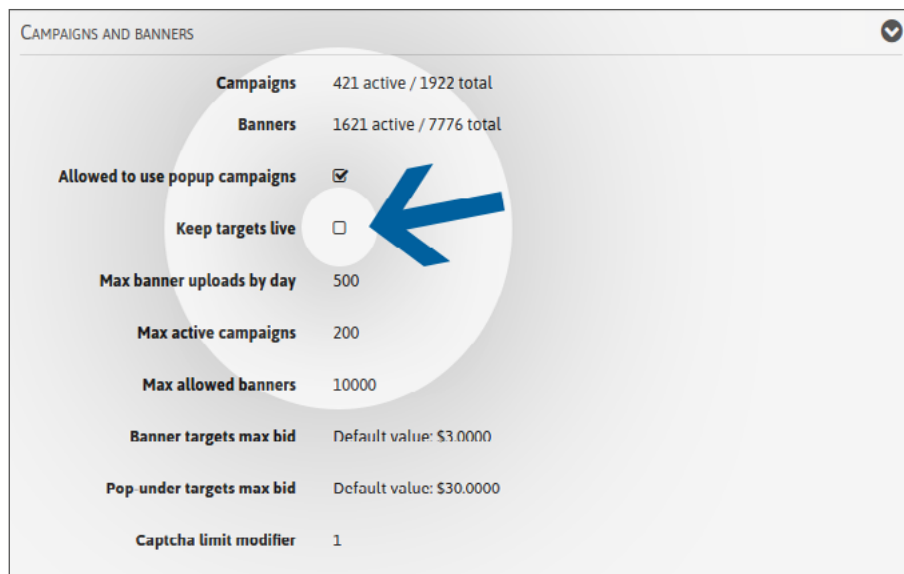 CAMPAIGNS AND BANNERS
Campaigns 421 active / 1922 total
Banners 1621 active / 7776 total
Allowed to use popup campaigns
Keep targets live
Max banner uploads by day 500
Max active campaigns 200
Max allowed banners 10000
Banner targets max bid Default value: $3.0000
Pop-under targets max bid Default value: $30.0000
Captcha limit modifier 1